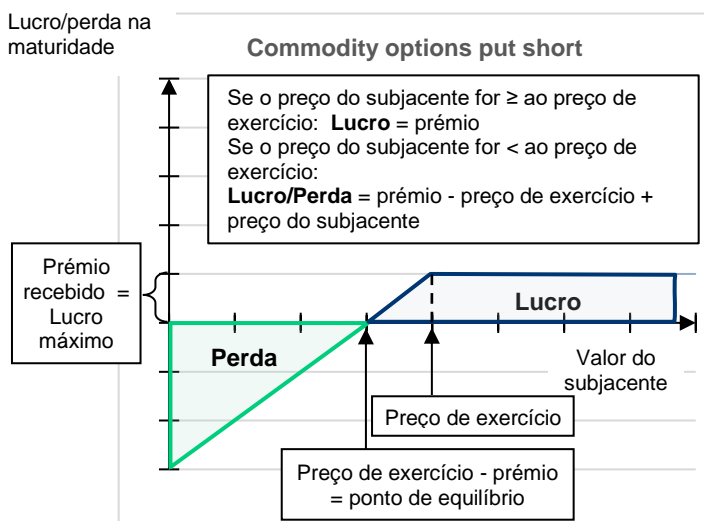 Lucro/perda na
maturidade
Commodity options put short
Se o preço do subjacente for ≥ ao preço de
exercício: Lucro = prémio
Se o preço do subjacente for < ao preço de
exercício:
Lucro/Perda = prémio - preço de exercício +
preço do subjacente
Prémio
recebido =
Lucro
máximo
Lucro
Perda
Valor do
subjacente
Preço de exercício
Preço de exercício - prémio
= ponto de equilíbrio